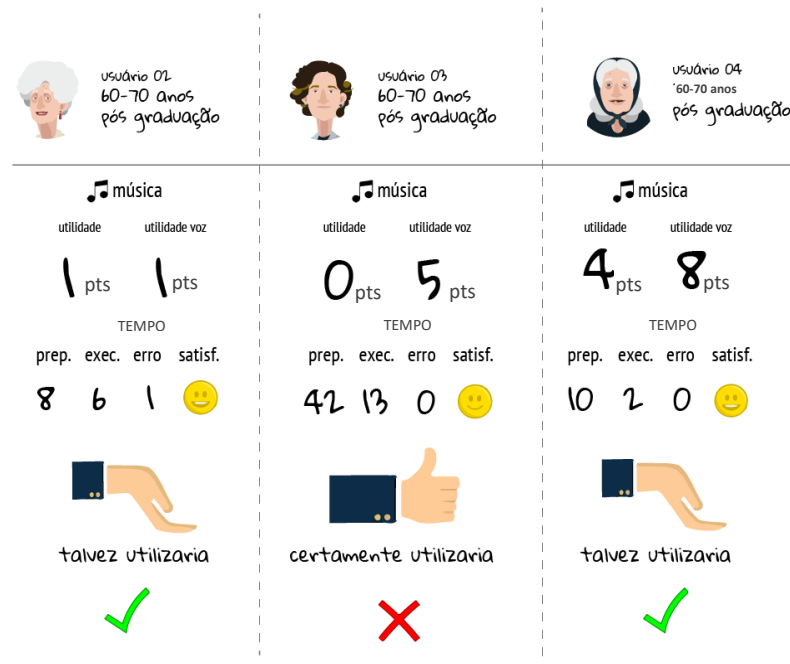 usuário 02
60-70 anos
pós graduação
música
utilidade utilidade voz
1 pts 1 pts
TEMPO
prep. exec. erro satisf.
8 6 1
talvez utilizaria
usuário 03
60-70 anos
pós graduação
música
utilidade utilidade voz
0 pts 5 pts
TEMPO
prep. exec. erro satisf.
42 13 0
certamente utilizaria
usuário 04
60-70 anos
pós graduação
música
utilidade utilidade voz
4 pts 8 pts
TEMPO
prep. exec. erro satisf.
10 2 0
talvez utilizaria